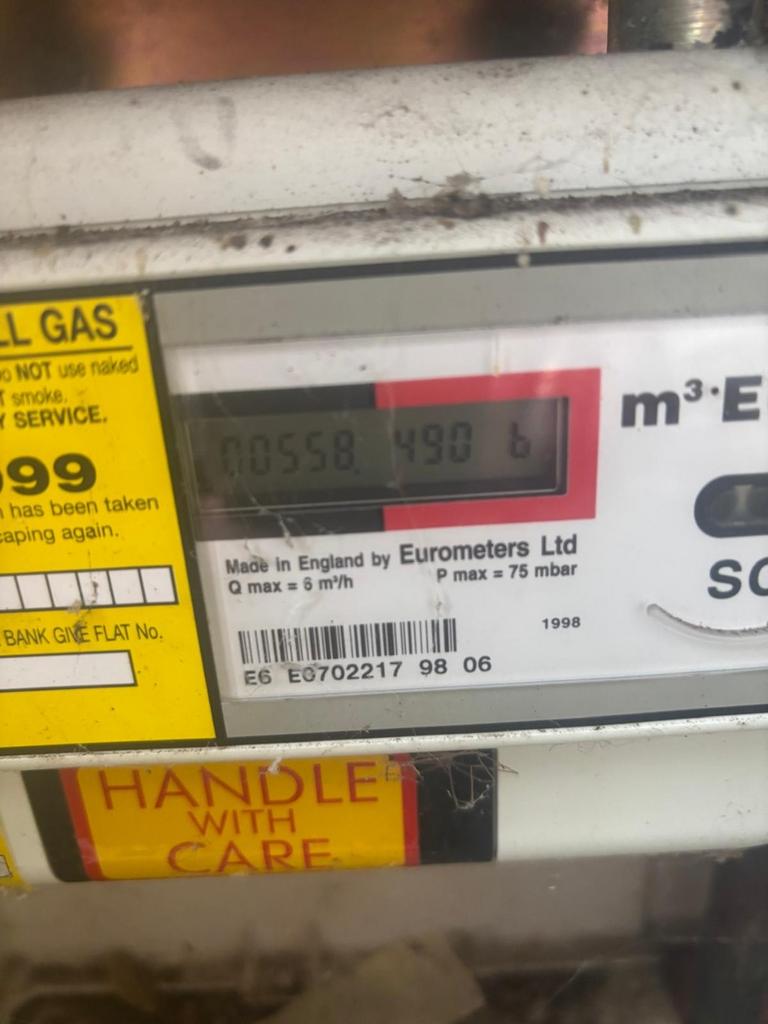 LL GAS
Do NOT use naked
T smoke.
Y SERVICE.
999
has been taken
caping again.
BANK GIVE FLAT No.
00558 490 b
m³·E
SC
Made in England by Eurometers Ltd
Q max = 6 m³/h P max = 75 mbar
1998
E6 E0702217 98 06
HANDLE
WITH
CARE